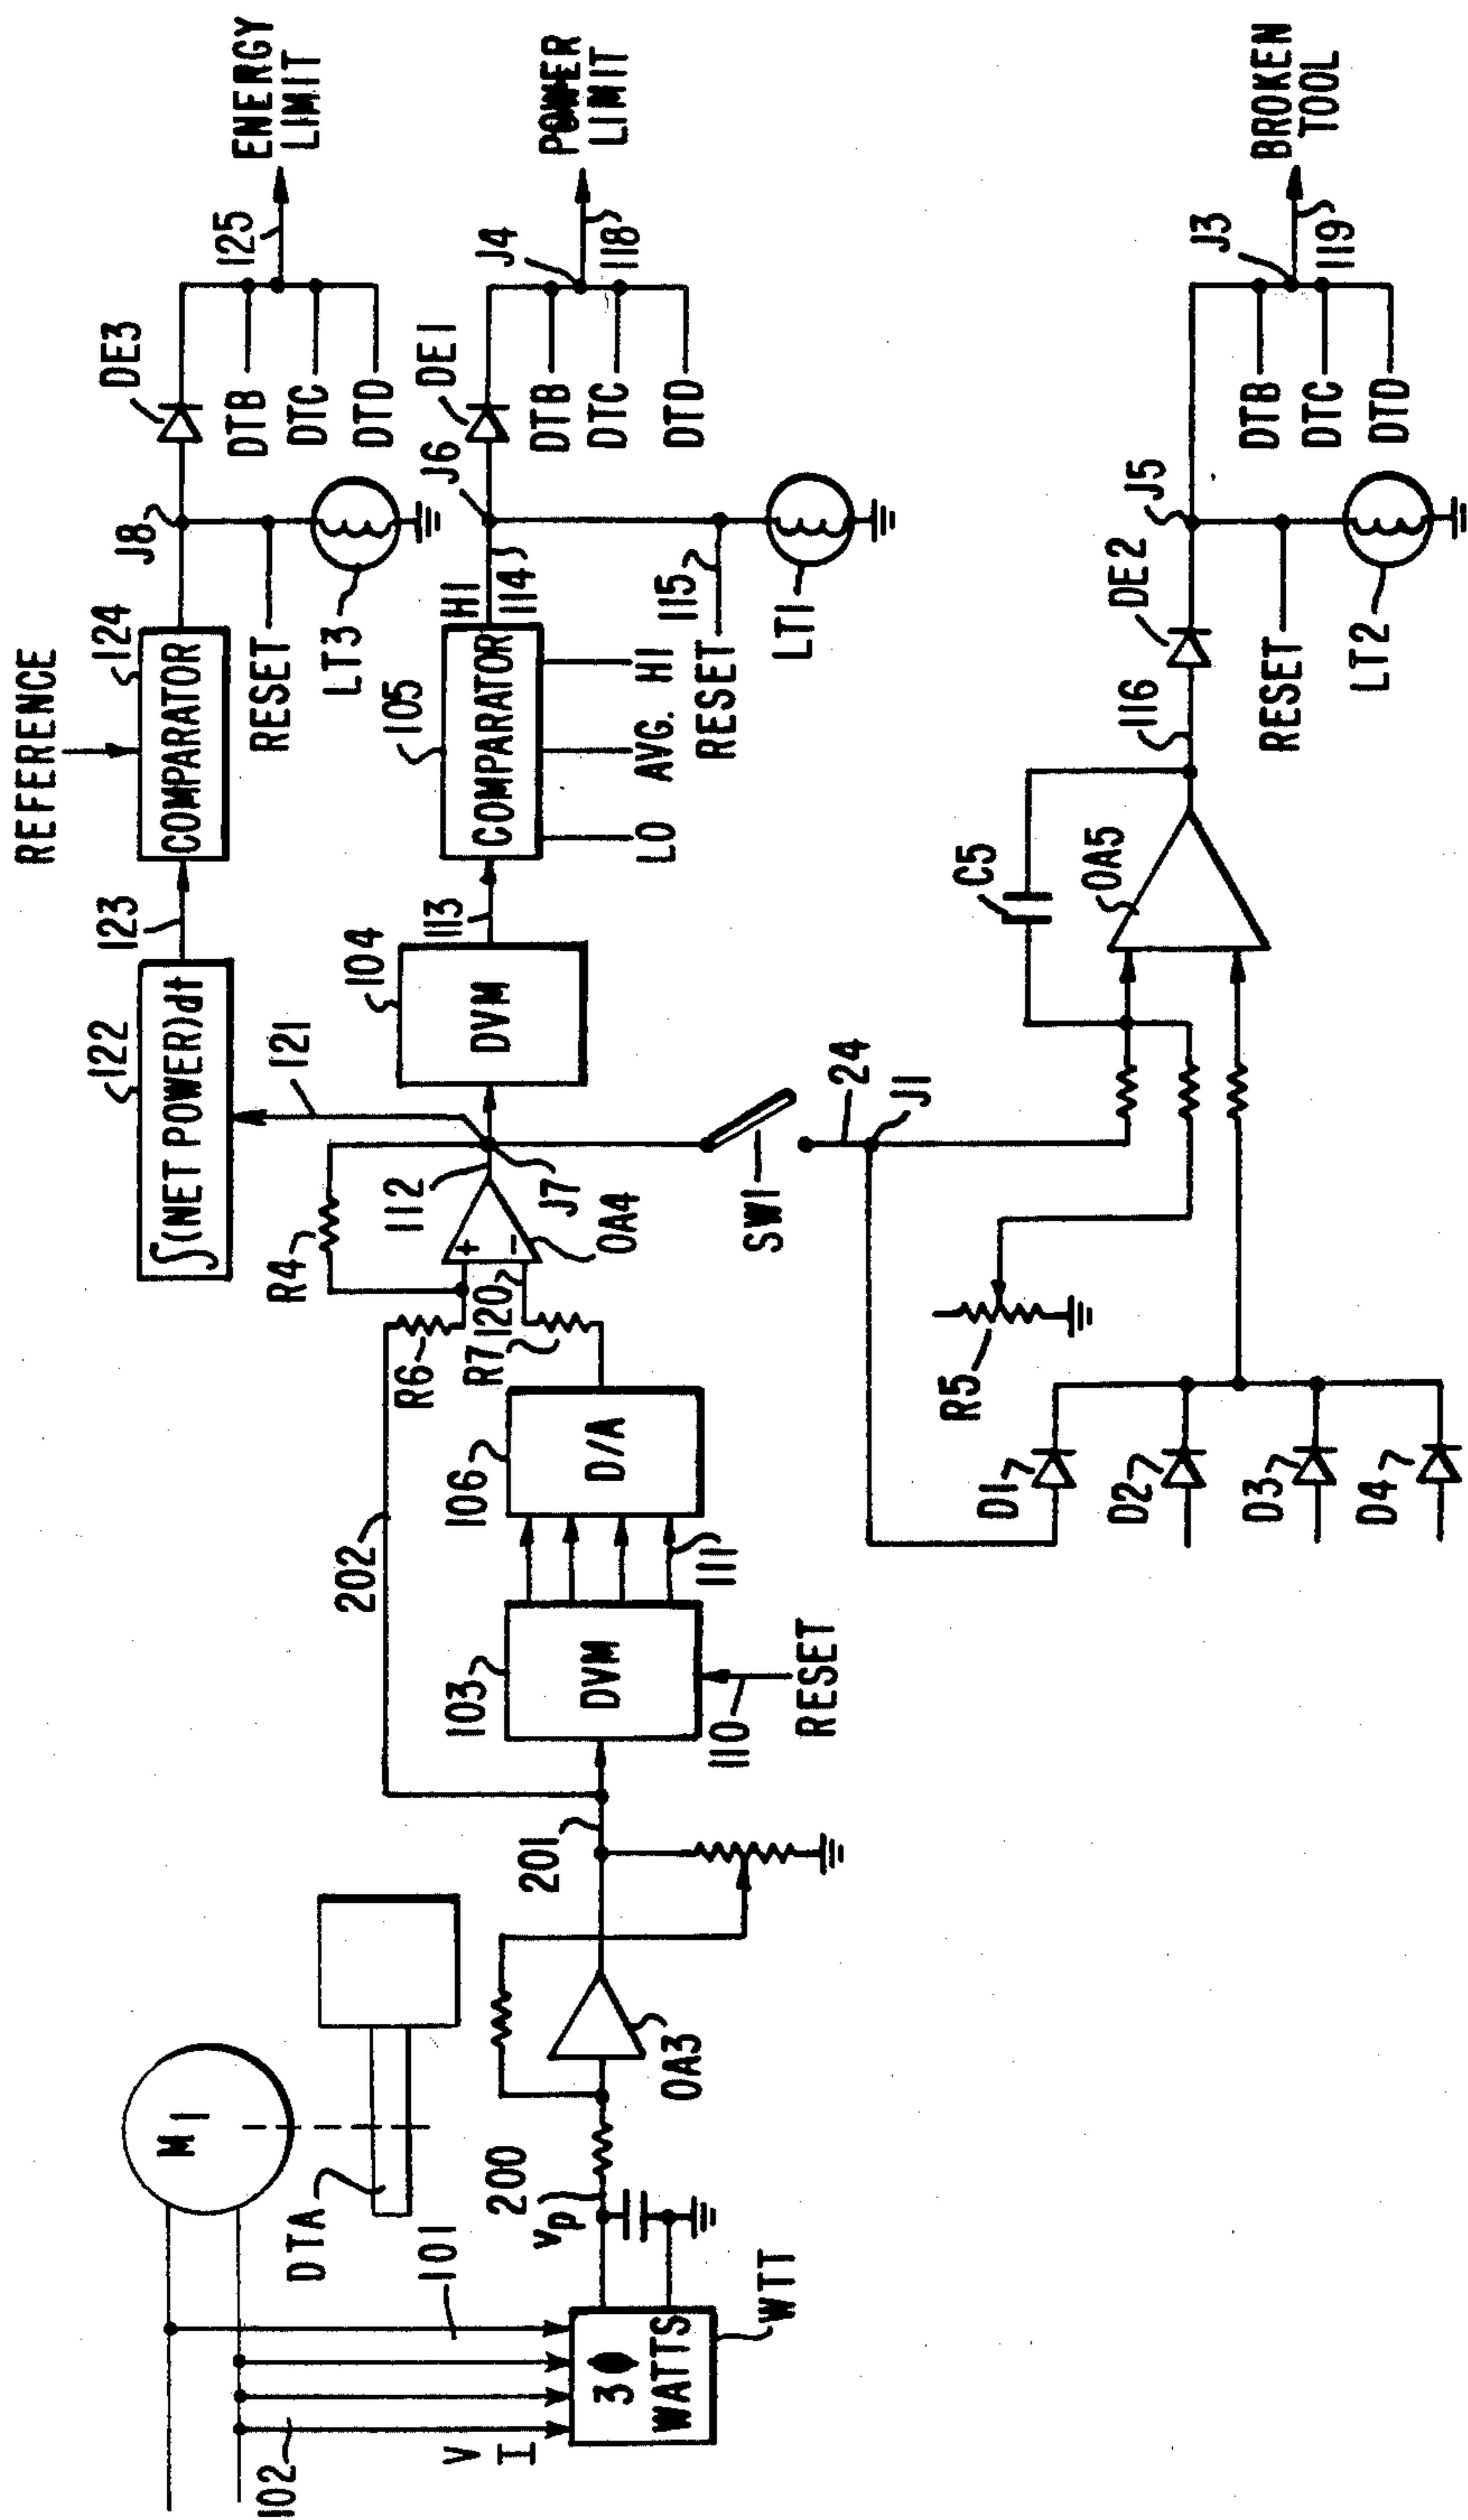 REFERENCE
122
∫(NET POWER)dt
123
124
COMPARATOR
J8
DE3
125
ENERGY
LIMIT
DTB
DTC
DTD
RESET
LT3
121
R4
112
J7
OA4
+
-
120
R6
R7
104
DVM
113
105
COMPARATOR
HI
114
J6
DE1
J4
118
POWER
LIMIT
DTB
DTC
DTD
LO
AVG.
HI
115
RESET
LT1
202
106
D/A
111
103
DVM
110
RESET
201
M1
DTA
101
102
V
I
3Φ
WATTS
WTT
VP
200
OA3
SW1
24
J1
C5
OA5
116
DE2
J5
J3
119
BROKEN
TOOL
DTB
DTC
DTD
RESET
LT2
R5
D1
D2
D3
D4